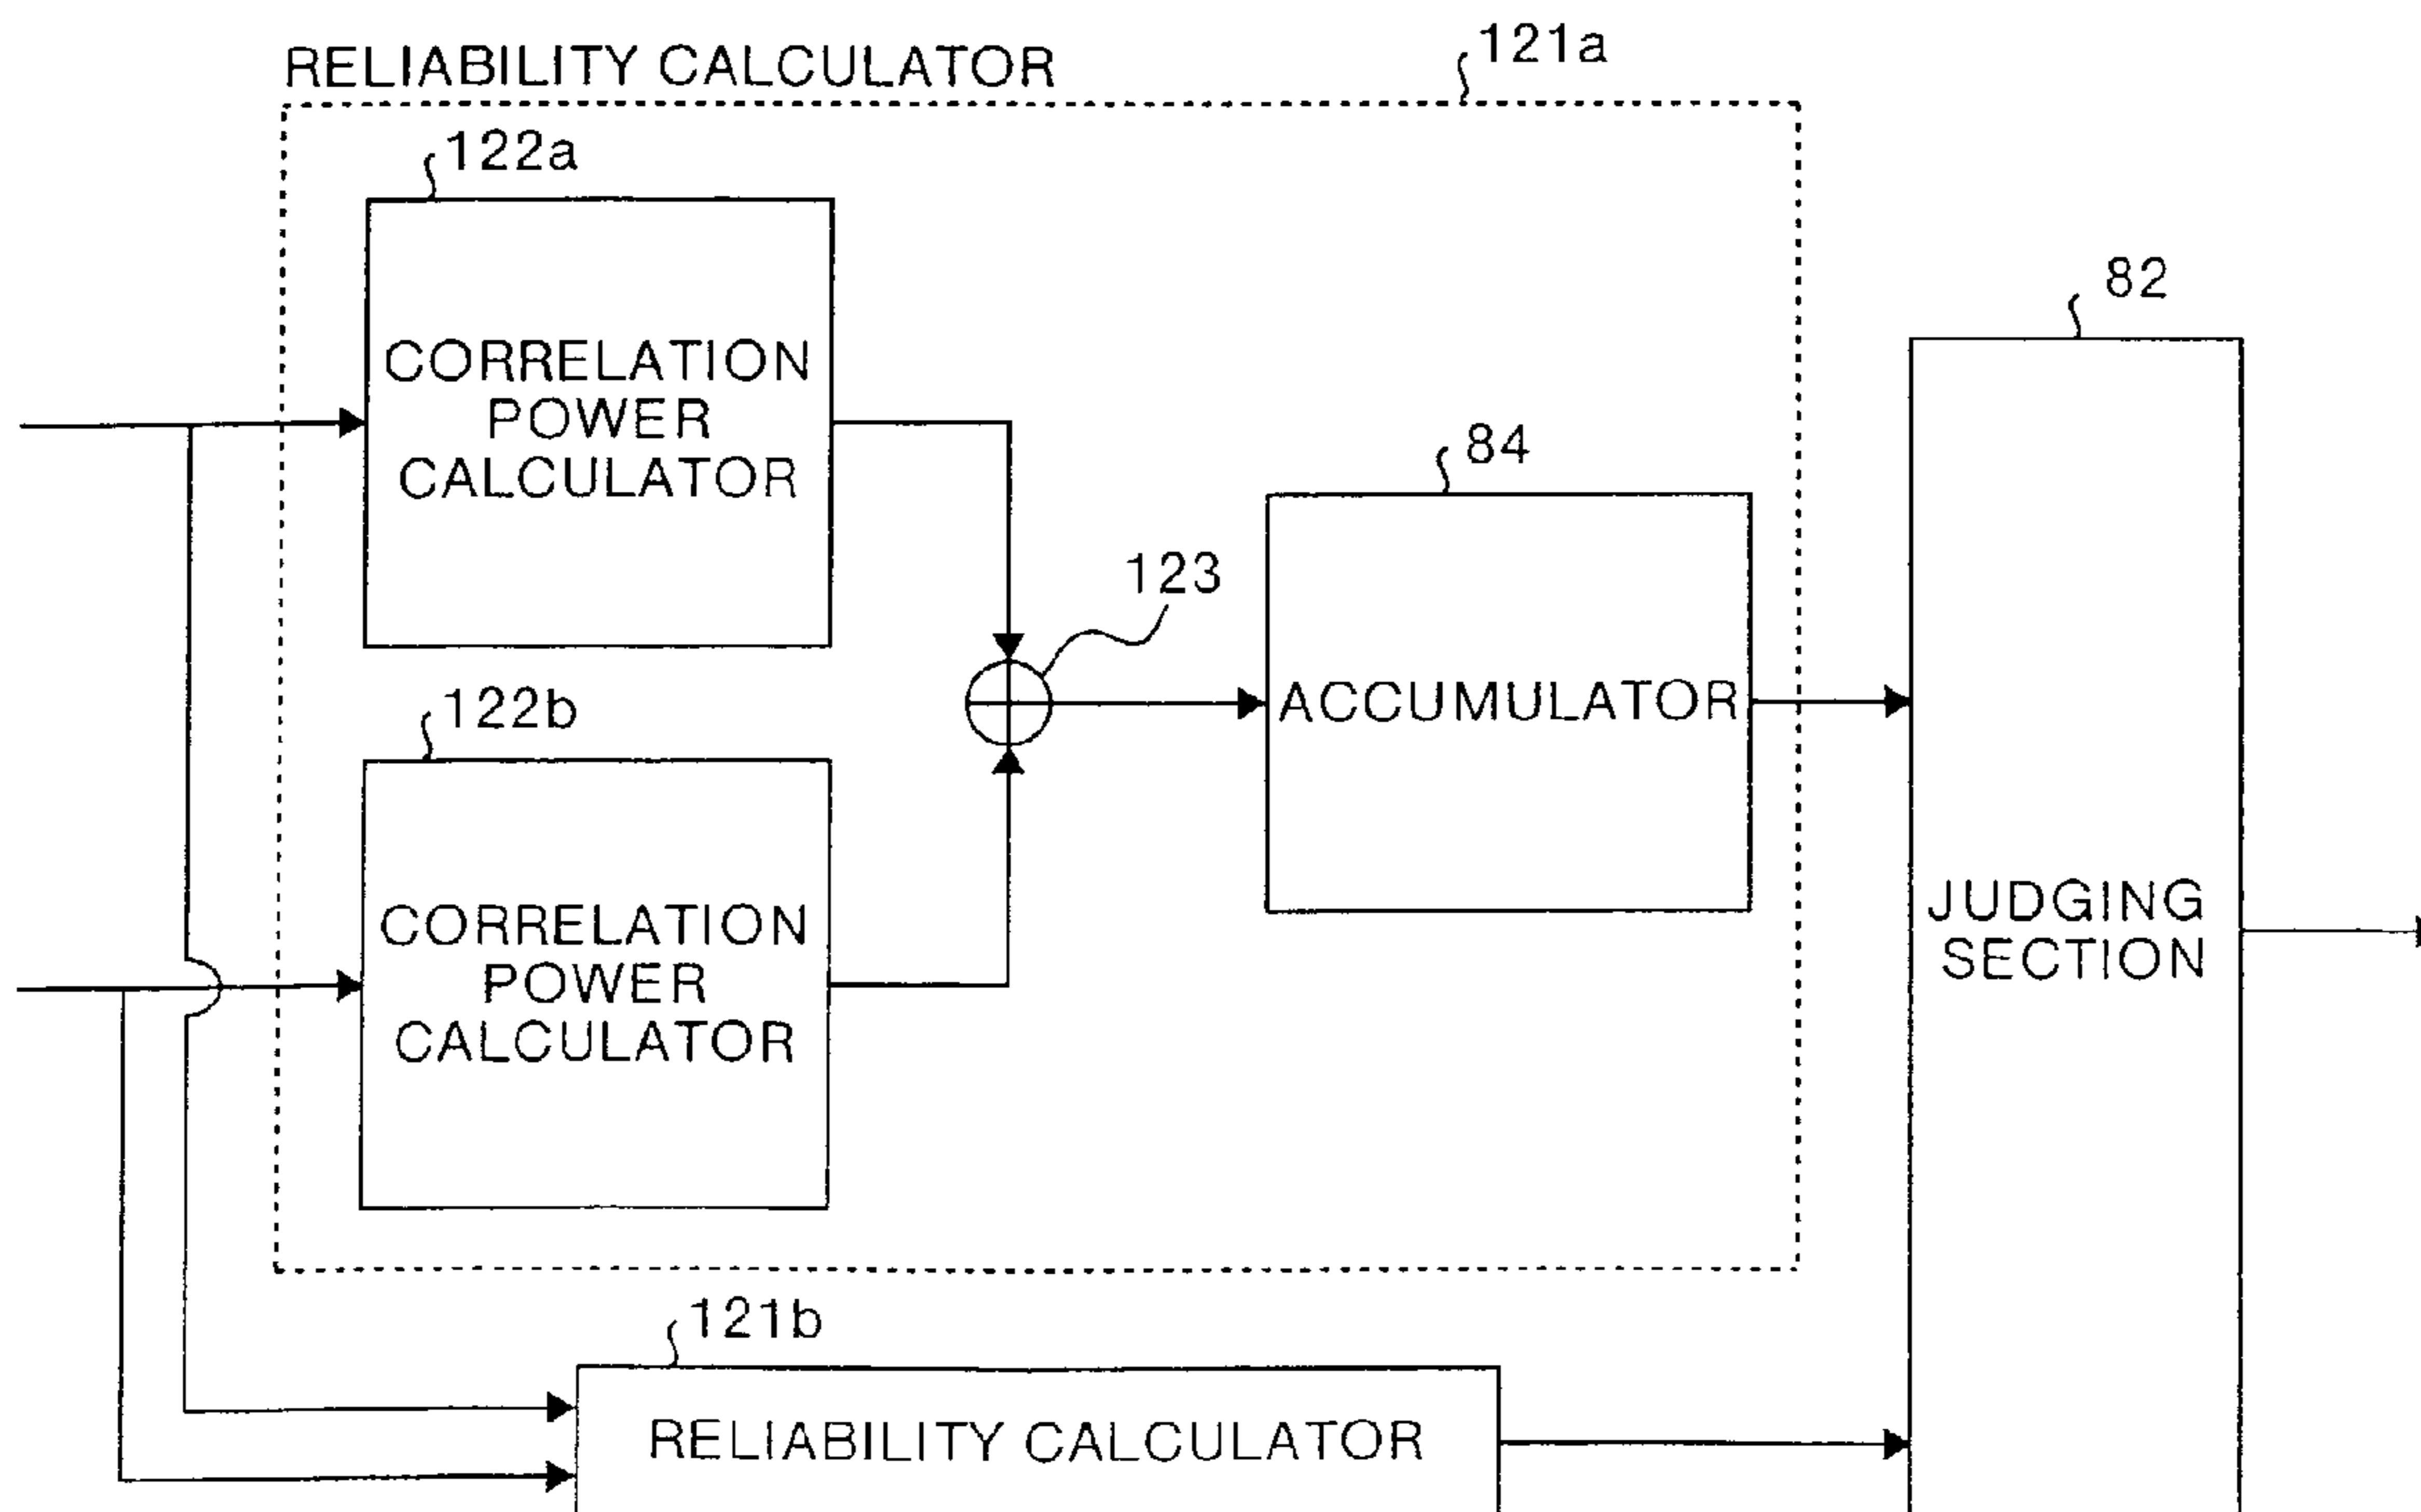 RELIABILITY CALCULATOR
121a
122a
CORRELATION
POWER
CALCULATOR
82
84
123
ACCUMULATOR
122b
CORRELATION
POWER
CALCULATOR
JUDGING
SECTION
121b
RELIABILITY CALCULATOR